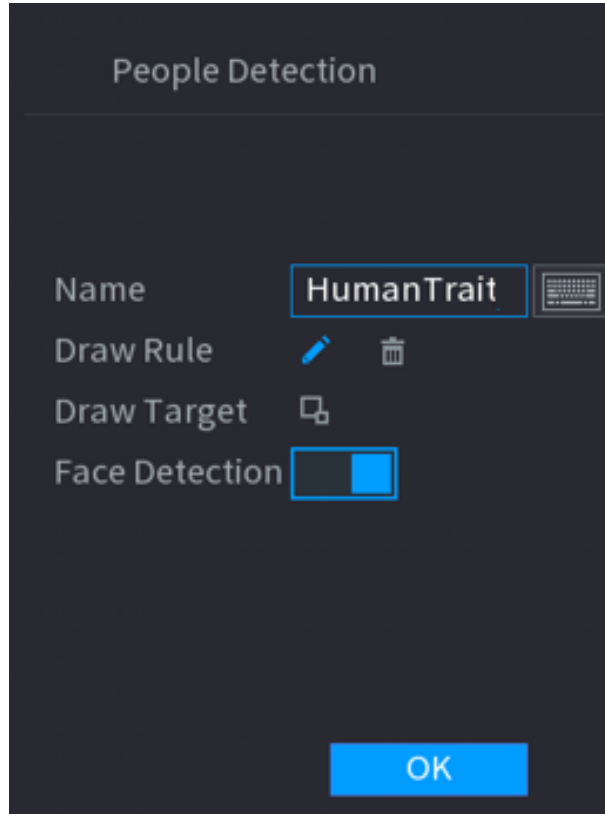 People Detection
Name HumanTrait
Draw Rule
Draw Target
Face Detection
OK